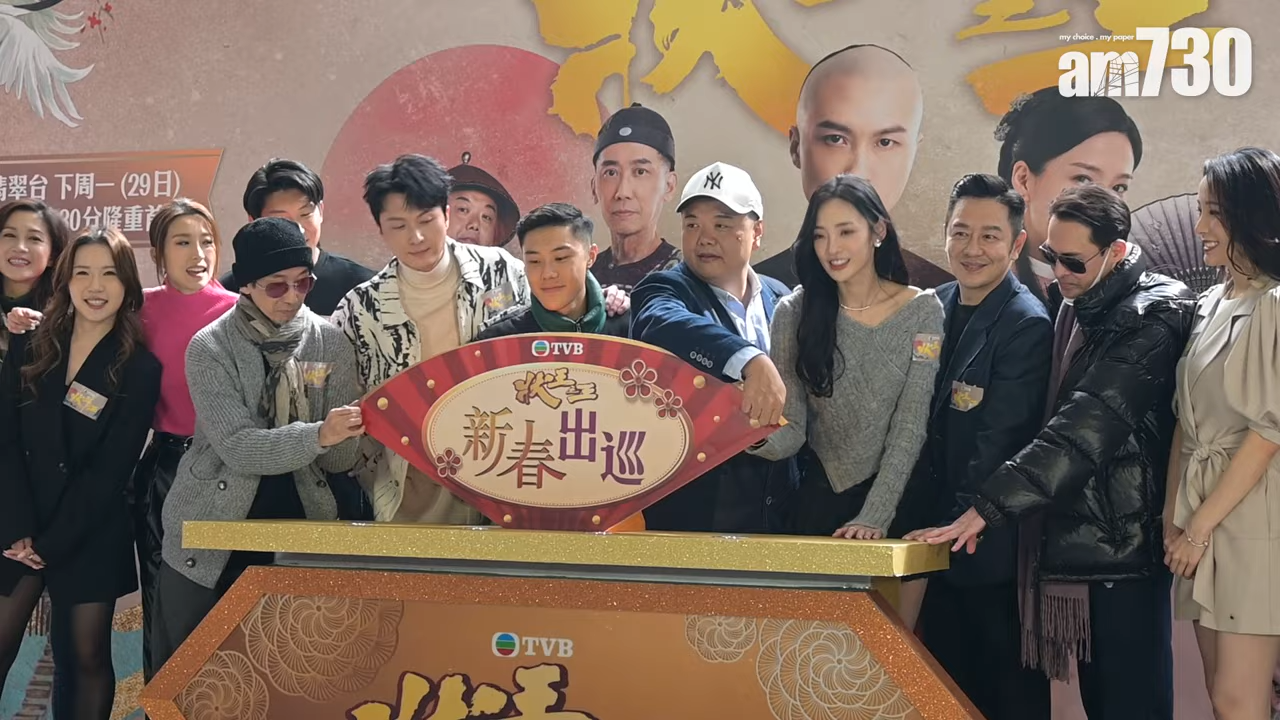 my choice . my paper
am730
翡翠台 下周一 (29日)
30分隆重首
TVB
狀王之王
新春出巡
TVB